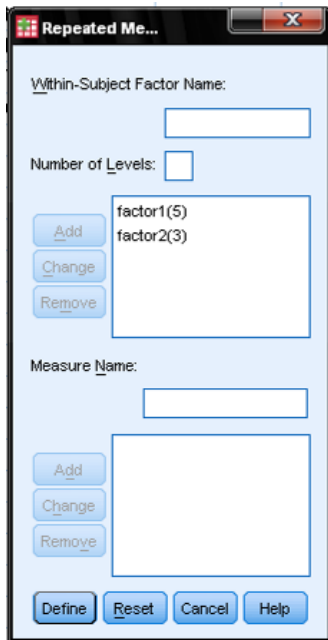 Repeated Me...
Within-Subject Factor Name:
Number of Levels:
factor1(5)
Add
factor2(3)
Change
Remove
Measure Name:
Add
Change
Remove
Define Reset Cancel Help